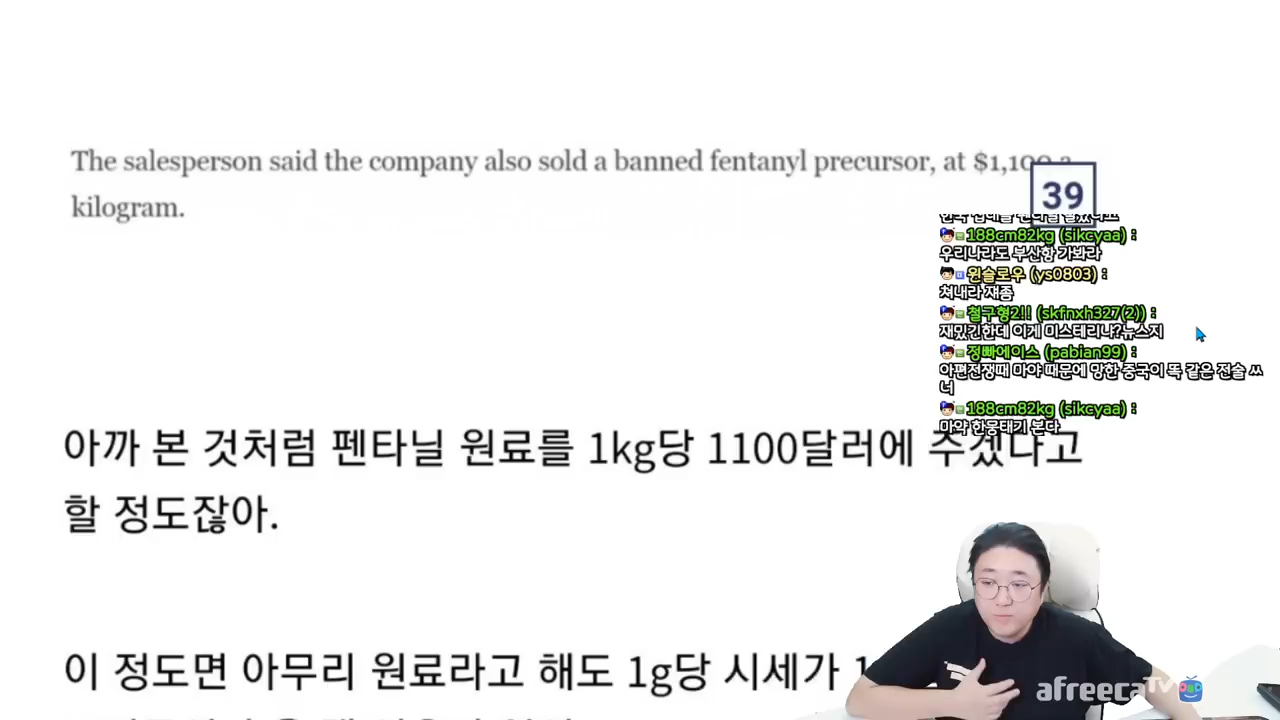 The salesperson said the company also sold a banned fentanyl precursor, at $1,100 a
kilogram.
39
188cm82kg (sikcyaa) :
우리나라도 부산항 가봐라
윈슬로우 (ys0803) :
쳐내라 쟤좀
철구형2!! (skfnxh327(2)) :
재밌긴한데 이게 미스테리냐?뉴스지
정빠에이스 (pabian99) :
아편전쟁때 마야 때문에 망한 중국이 똑 같은 전술 ㅆ
너
188cm82kg (sikcyaa) :
마약 한뭉태기 본다
아까 본 것처럼 펜타닐 원료를 1kg당 1100달러에 주겠다고
할 정도잖아.
이 정도면 아무리 원료라고 해도 1g당 시세가 1
afreecaTV